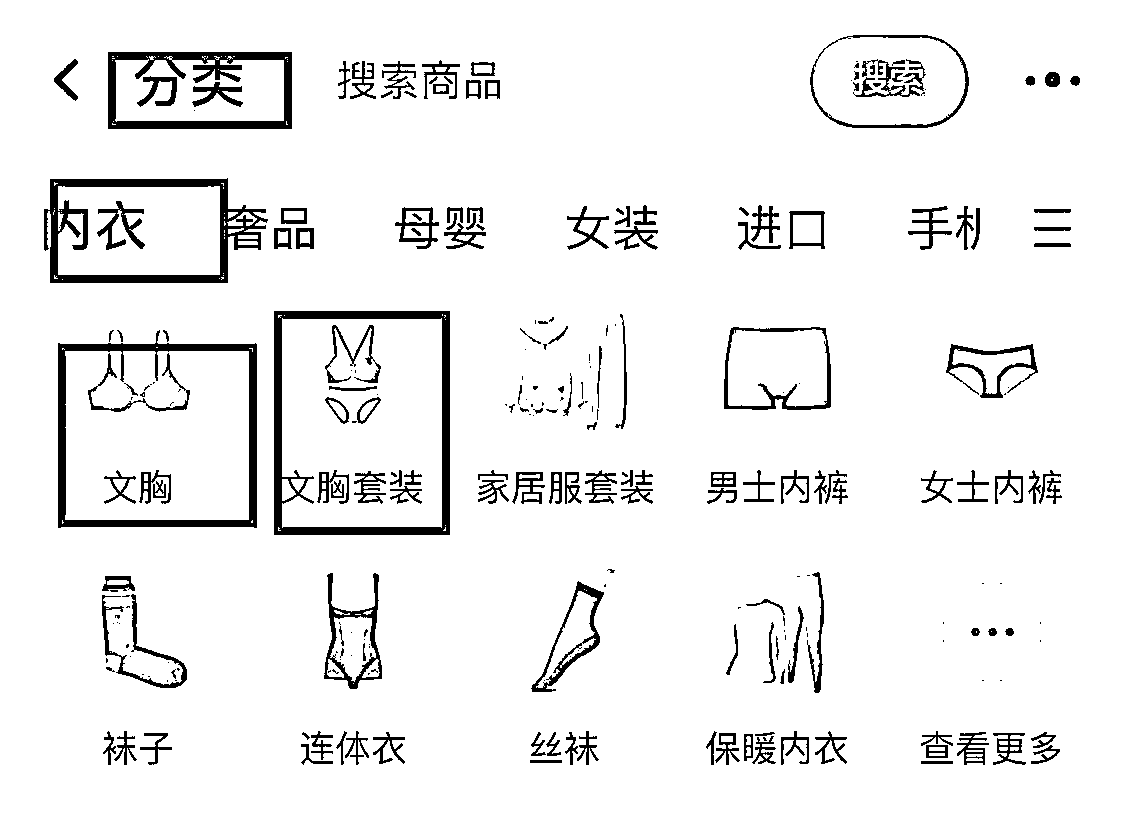 分类 搜索商品 搜索
内衣 奢品 母婴 女装 进口 手机
文胸 文胸套装 家居服套装 男士内裤 女士内裤
袜子 连体衣 丝袜 保暖内衣 查看更多